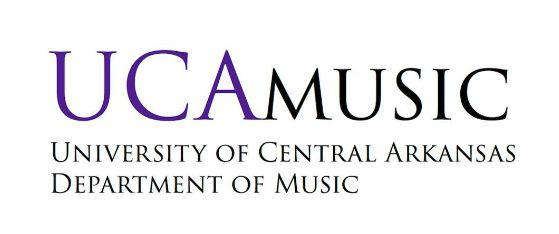 UCAMUSIC
UNIVERSITY OF CENTRAL ARKANSAS
DEPARTMENT OF MUSIC